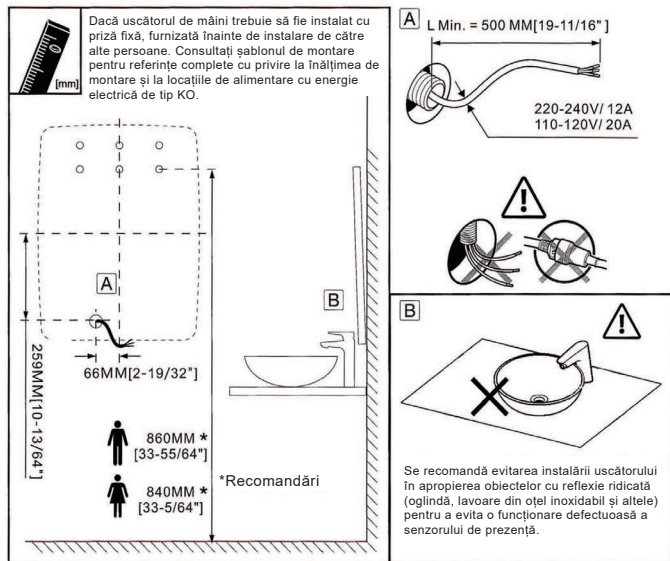 [mm]
Dacă uscătorul de mâini trebuie să fie instalat cu
priză fixă, furnizată înainte de instalare de către
alte persoane. Consultați șablonul de montare
pentru referințe complete cu privire la înălțimea de
montare și la locațiile de alimentare cu energie
electrică de tip KO.
A
B
259MM[10-13/64"]
66MM[2-19/32"]
860MM *
[33-55/64"]
840MM *
[33-5/64"]
*Recomandări
A
L Min. = 500 MM[19-11/16" ]
220-240V/ 12A
110-120V/ 20A
B
Se recomandă evitarea instalării uscătorului
în apropierea obiectelor cu reflexie ridicată
(oglindă, lavoare din oțel inoxidabil și altele)
pentru a evita o funcționare defectuoasă a
senzorului de prezență.